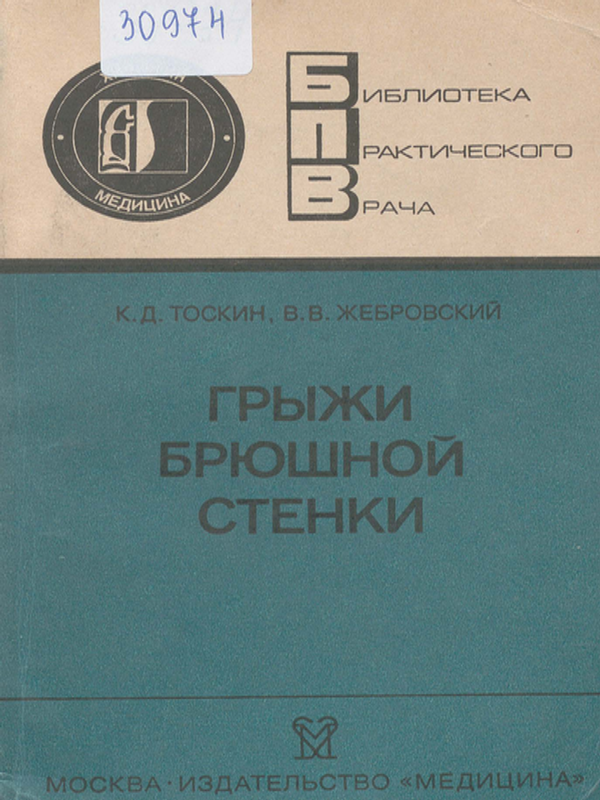 30974
МЕДИЦИНА
БИБЛИОТЕКА
ПРАКТИЧЕСКОГО
ВРАЧА
К. Д. ТОСКИН, В. В. ЖЕБРОВСКИЙ
ГРЫЖИ
БРЮШНОЙ
СТЕНКИ
МОСКВА · ИЗДАТЕЛЬСТВО «МЕДИЦИНА»